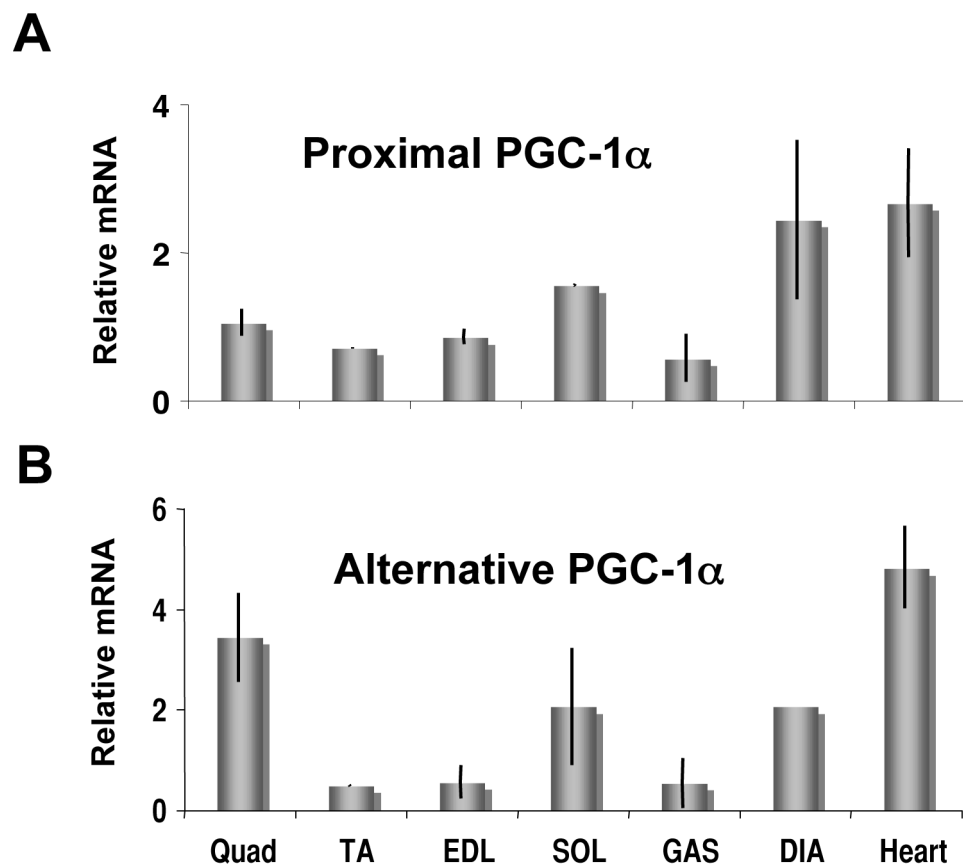 A
4
Proximal PGC-1α
Relative mRNA
2
0
B
6
Alternative PGC-1α
4
Relative mRNA
2
0
Quad TA EDL SOL GAS DIA Heart